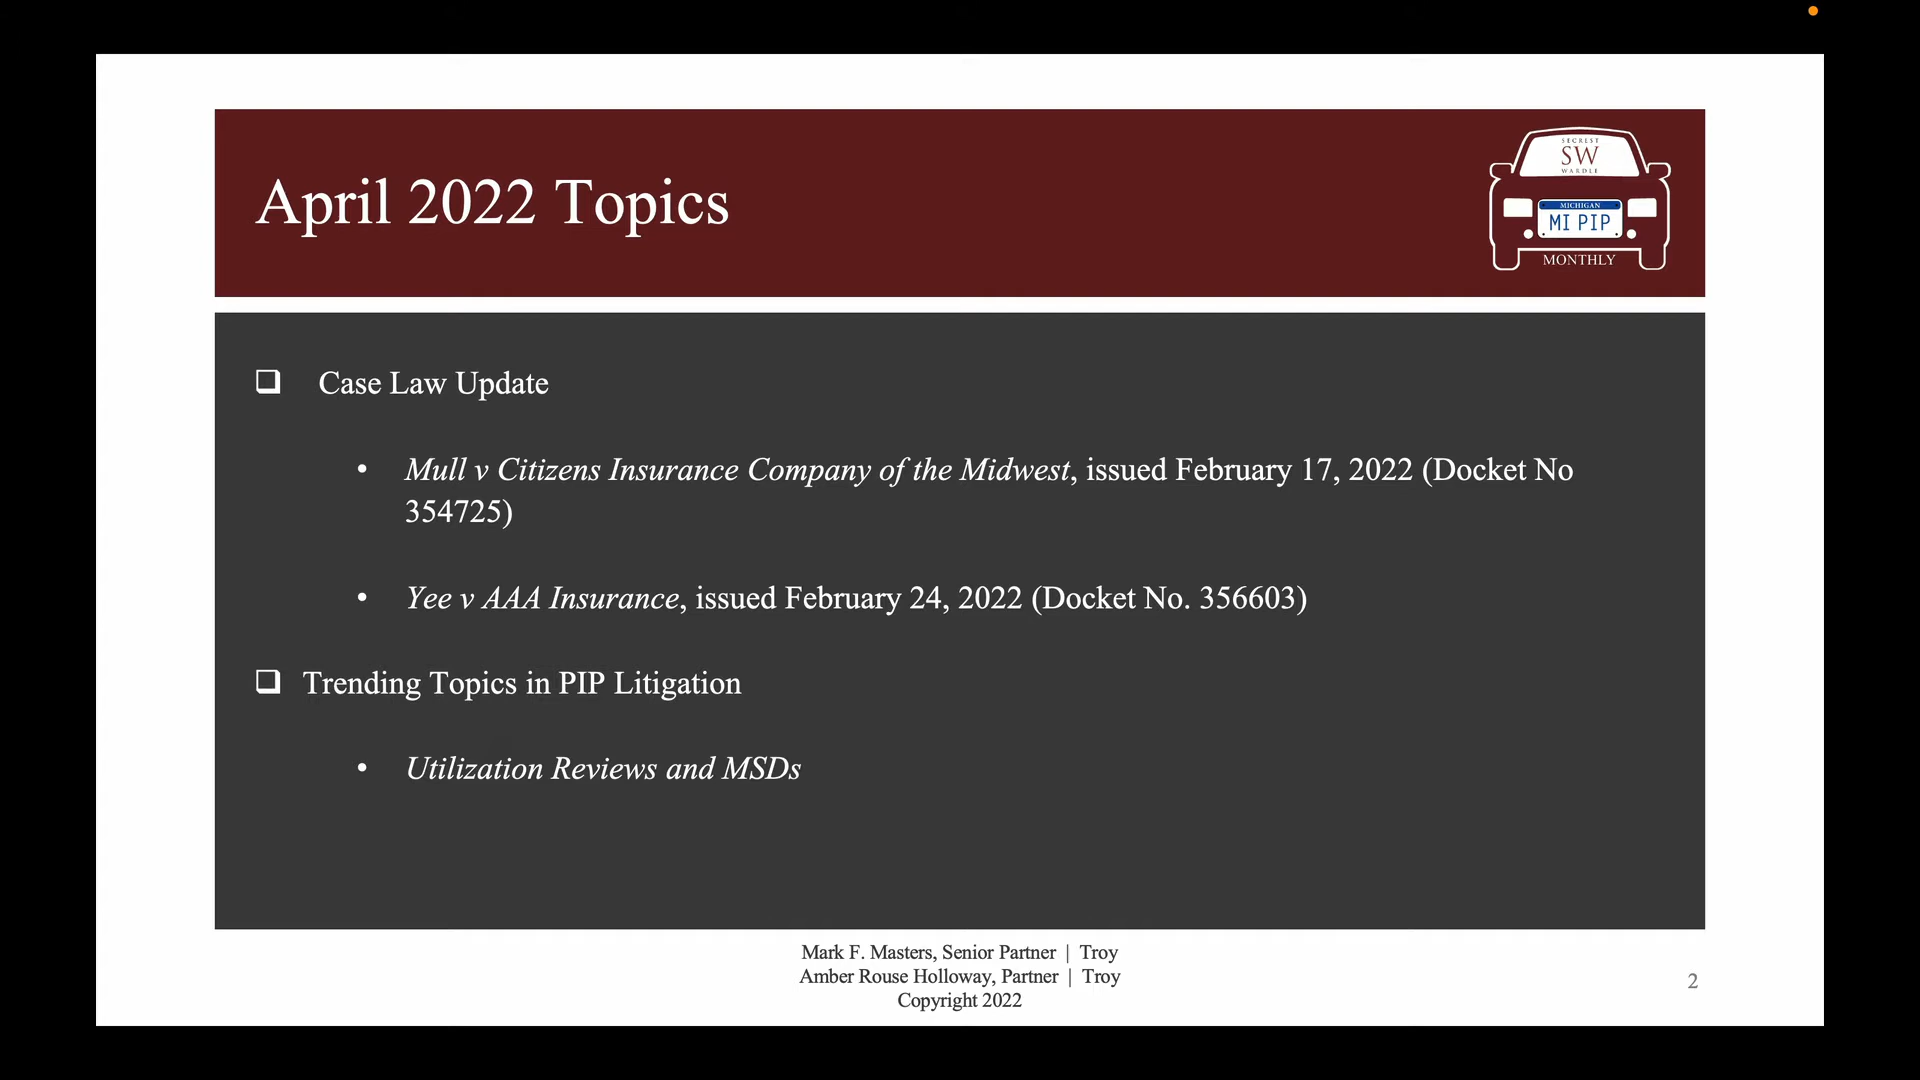 April 2022 Topics
SECREST
SW
WARDLE
MICHIGAN
MI PIP
MONTHLY
Case Law Update
• Mull v Citizens Insurance Company of the Midwest, issued February 17, 2022 (Docket No
354725)
• Yee v AAA Insurance, issued February 24, 2022 (Docket No. 356603)
Trending Topics in PIP Litigation
• Utilization Reviews and MSDs
Mark F. Masters, Senior Partner | Troy
Amber Rouse Holloway, Partner | Troy
Copyright 2022
2